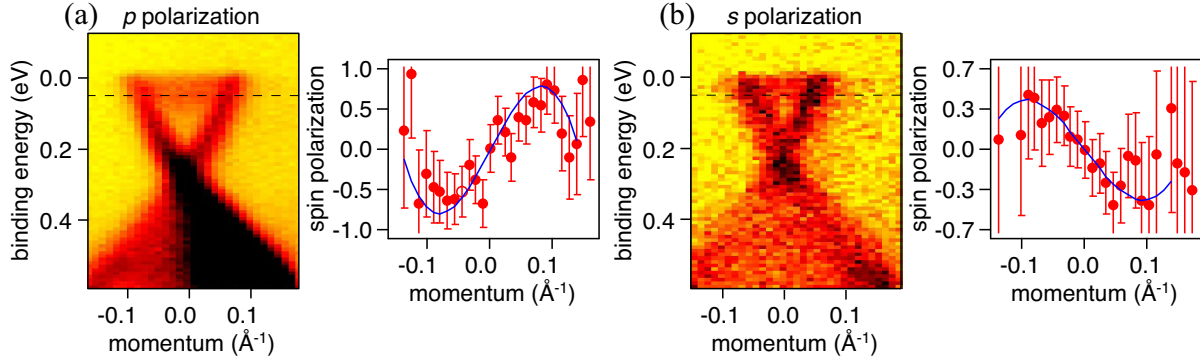 (a)
p polarization
binding energy (eV)
0.0
0.2
0.4
-0.1
0.0
0.1
momentum (Å-1)
spin polarization
1.0
0.5
0.0
-0.5
-1.0
-0.1
0.0
0.1
momentum (Å-1)
(b)
s polarization
binding energy (eV)
0.0
0.2
0.4
-0.1
0.0
0.1
momentum (Å-1)
spin polarization
0.7
0.3
0.0
-0.3
-0.7
-0.1
0.0
0.1
momentum (Å-1)